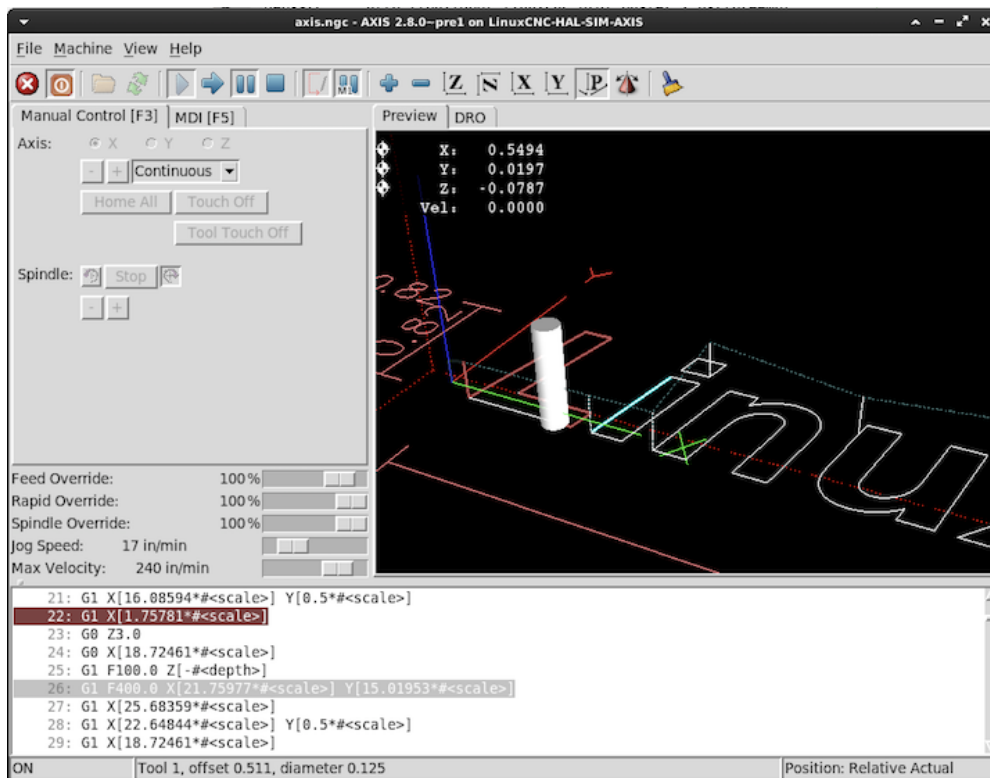 axis.ngc - AXIS 2.8.0~pre1 on LinuxCNC-HAL-SIM-AXIS
File Machine View Help
Z N X Y P
Manual Control [F3] MDI [F5]
Axis: X Y Z
- + Continuous
Home All Touch Off
Tool Touch Off
Spindle: Stop
- +
Feed Override: 100%
Rapid Override: 100%
Spindle Override: 100%
Jog Speed: 17 in/min
Max Velocity: 240 in/min
Preview DRO
X: 0.5494
Y: 0.0197
Z: -0.0787
Vel: 0.0000
Linu
21: G1 X[16.08594*#<scale>] Y[0.5*#<scale>]
22: G1 X[1.75781*#<scale>]
23: G0 Z3.0
24: G0 X[18.72461*#<scale>]
25: G1 F100.0 Z[-#<depth>]
26: G1 F400.0 X[21.75977*#<scale>] Y[15.01953*#<scale>]
27: G1 X[25.68359*#<scale>]
28: G1 X[22.64844*#<scale>] Y[0.5*#<scale>]
29: G1 X[18.72461*#<scale>]
ON Tool 1, offset 0.511, diameter 0.125 Position: Relative Actual